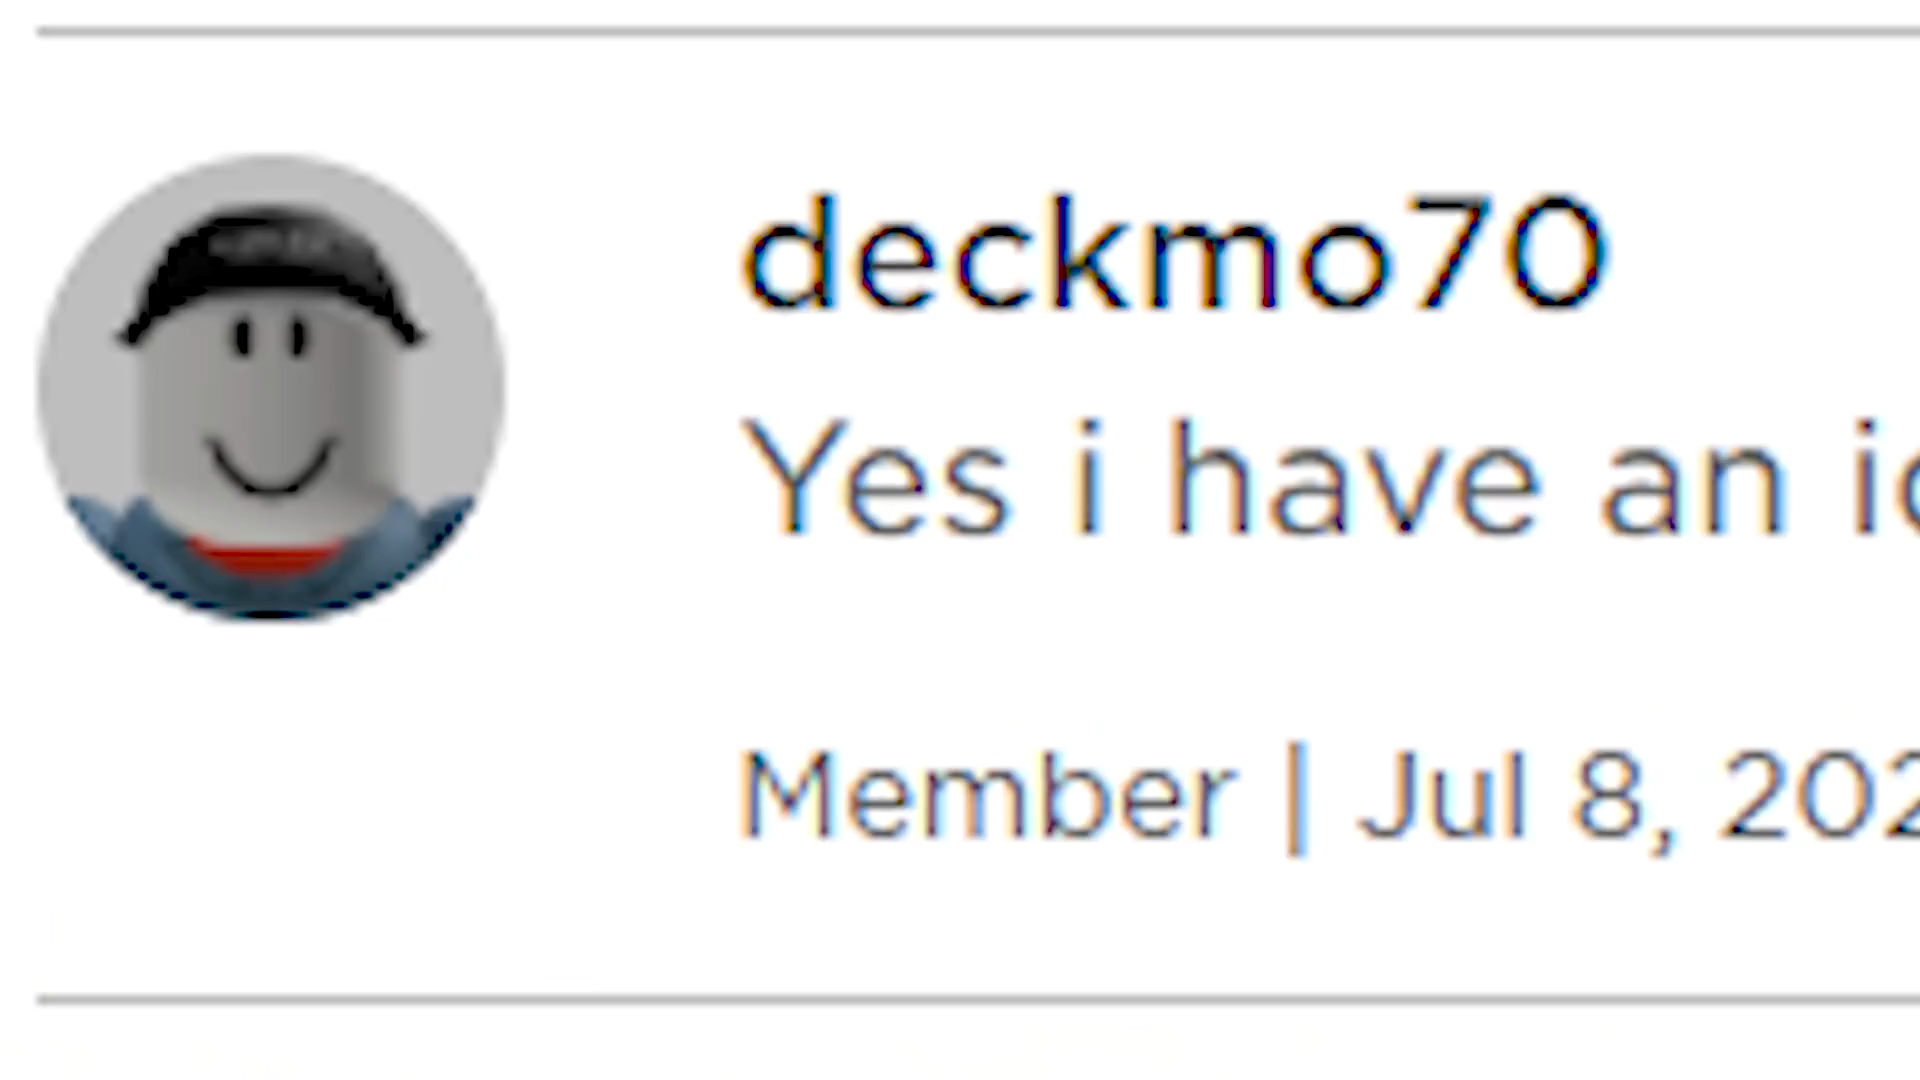 deckmo70
Yes i have an
Member | Jul 8,